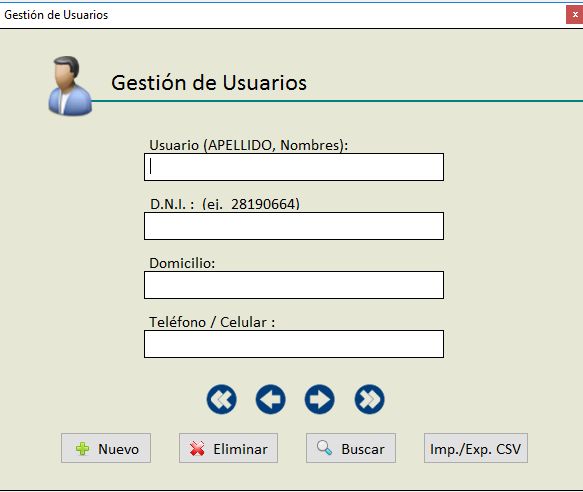 Gestión de Usuarios
Gestión de Usuarios
Usuario (APELLIDO, Nombres):
D.N.I. : (ej. 28190664)
Domicilio:
Teléfono / Celular :
Nuevo Eliminar Buscar Imp./Exp. CSV